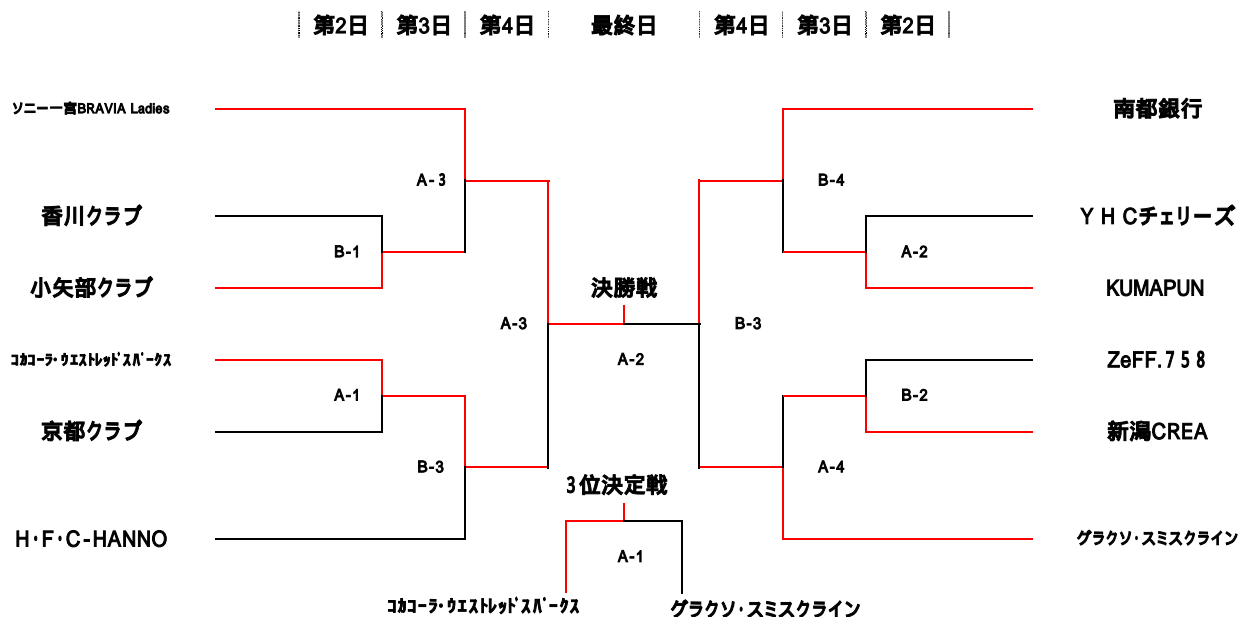 第2日 第3日 第4日 最終日 第4日 第3日 第2日
ソニー一宮BRAVIA Ladies
南都銀行
A-3
B-4
香川クラブ
ＹＨＣチェリーズ
B-1
A-2
小矢部クラブ
決勝戦
KUMAPUN
A-3
B-3
ｺｶｺｰﾗ・ｳｴｽﾄﾚｯﾄﾞｽﾊﾟｰｸｽ
A-2
ZeFF.７５８
A-1
B-2
京都クラブ
新潟CREA
B-3
A-4
3位決定戦
H・F・C-HANNO
グラクソ・スミスクライン
A-1
ｺｶｺｰﾗ・ｳｴｽﾄﾚｯﾄﾞｽﾊﾟｰｸｽ
グラクソ・スミスクライン